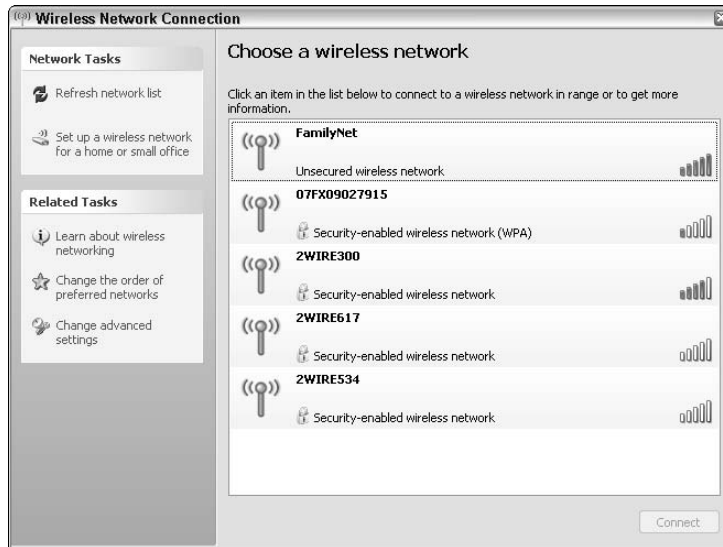 Wireless Network Connection
Network Tasks
Refresh network list
Set up a wireless network
for a home or small office
Related Tasks
Learn about wireless
networking
Change the order of
preferred networks
Change advanced
settings
Choose a wireless network
Click an item in the list below to connect to a wireless network in range or to get more
information.
FamilyNet
Unsecured wireless network
07FX09027915
Security-enabled wireless network (WPA)
2WIRE300
Security-enabled wireless network
2WIRE617
Security-enabled wireless network
2WIRE534
Security-enabled wireless network
Connect